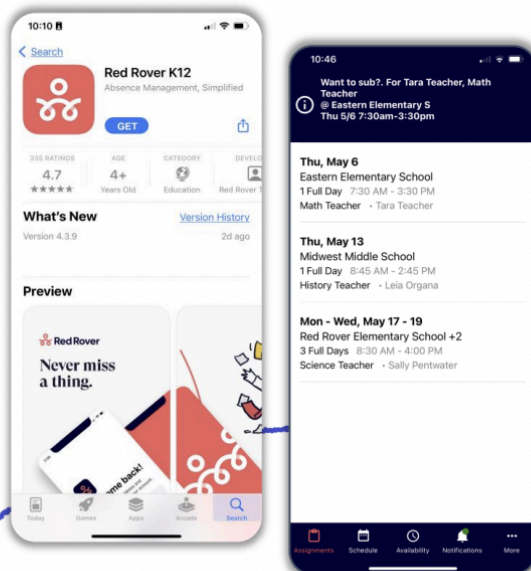 10:10
Search
Red Rover K12
Absence Management, Simplified
GET
335 RATINGS
4.7
★★★★★
AGE
4+
Years Old
CATEGORY
Education
DEVELO
Red Rover T
What's New
Version History
Version 4.3.9
2d ago
Preview
Red Rover
Never miss
a thing.
me back!
Today
Games
Apps
Arcade
Search
10:46
Want to sub?. For Tara Teacher, Math
Teacher
@ Eastern Elementary S
Thu 5/6 7:30am-3:30pm
Thu, May 6
Eastern Elementary School
1 Full Day 7:30 AM - 3:30 PM
Math Teacher • Tara Teacher
Thu, May 13
Midwest Middle School
1 Full Day 8:45 AM - 2:45 PM
History Teacher • Leia Organa
Mon - Wed, May 17 - 19
Red Rover Elementary School +2
3 Full Days 8:30 AM - 4:00 PM
Science Teacher • Sally Pentwater
Assignments
Schedule
Availability
Notifications
More